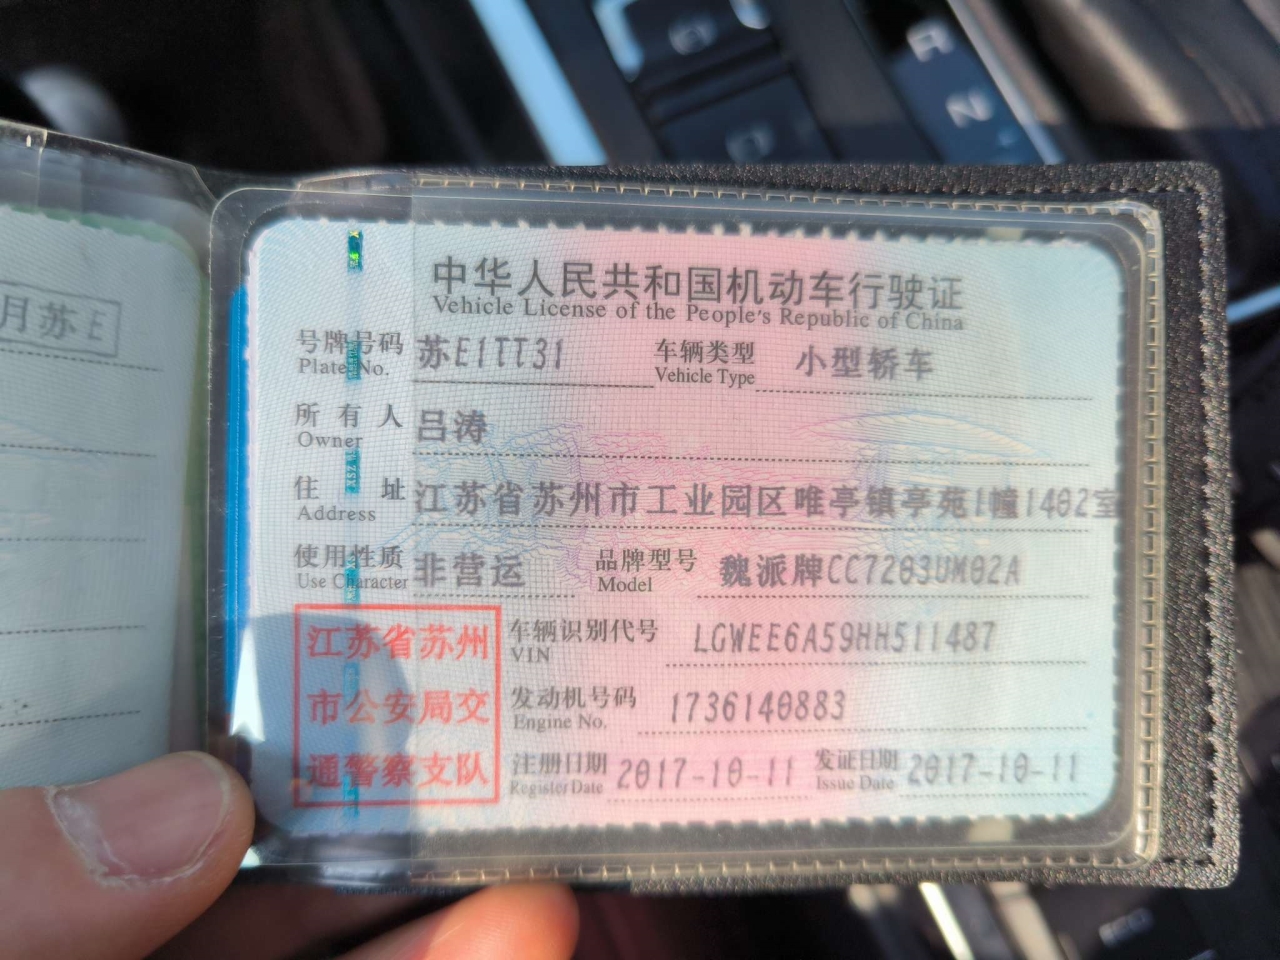 月苏E
中华人民共和国机动车行驶证
Vehicle License of the People's Republic of China
号牌号码 苏E1TT31 车辆类型 小型轿车
Plate No. Vehicle Type
所有人 吕涛
Owner
住址 江苏省苏州市工业园区唯亭镇亭苑1幢1402室
Address
使用性质 非营运 品牌型号 魏派牌CC7203UM02A
Use Character Model
江苏省苏州
市公安局交
通警察支队
车辆识别代号 LGWEE6A59HH511487
VIN
发动机号码 1736140883
Engine No.
注册日期 2017-10-11 发证日期 2017-10-11
Register Date Issue Date
XSZ
R
N